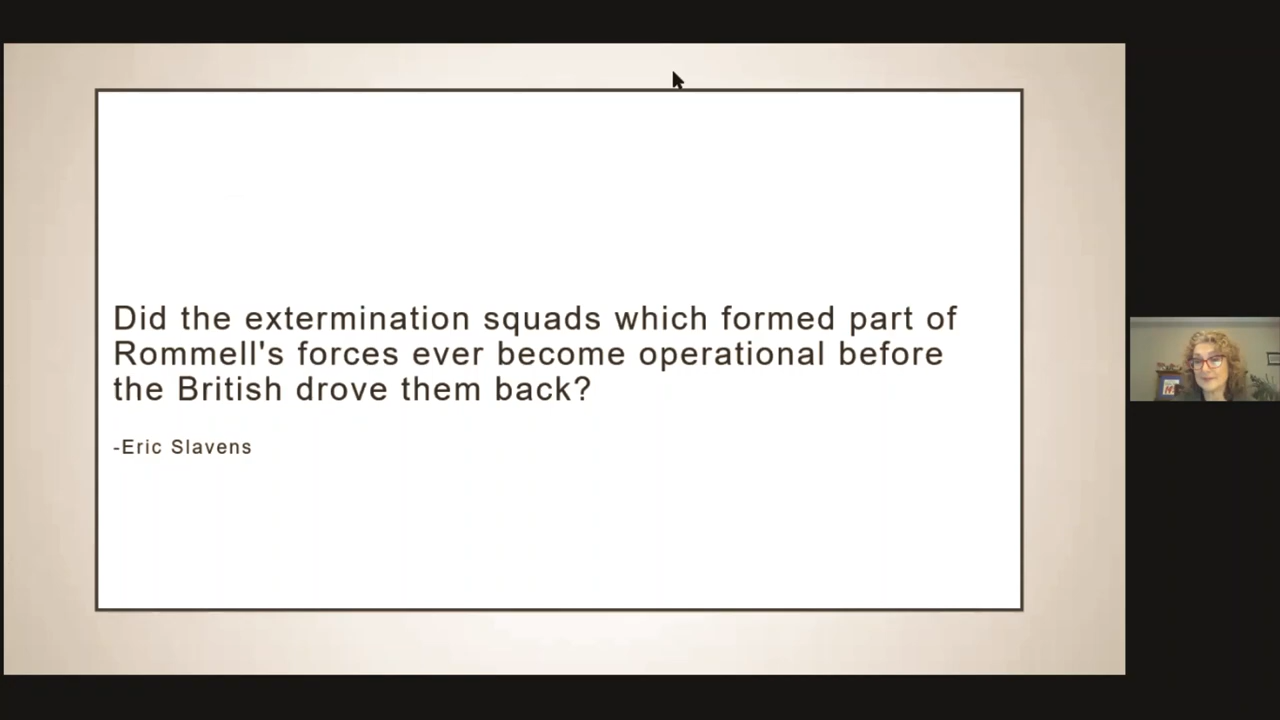 Did the extermination squads which formed part of
Rommell's forces ever become operational before
the British drove them back?
-Eric Slavens